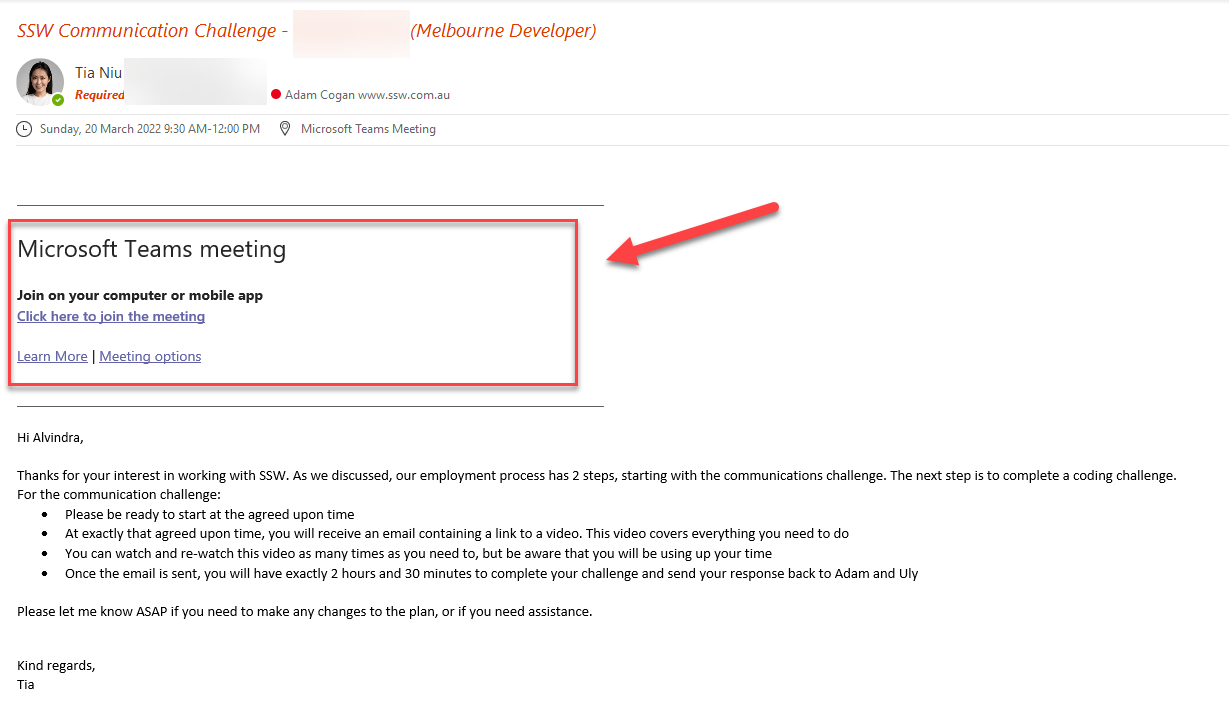 SSW Communication Challenge - (Melbourne Developer)
Tia Niu
Required Adam Cogan www.ssw.com.au
Sunday, 20 March 2022 9:30 AM-12:00 PM Microsoft Teams Meeting
Microsoft Teams meeting
Join on your computer or mobile app
Click here to join the meeting
Learn More | Meeting options
Hi Alvindra,
Thanks for your interest in working with SSW. As we discussed, our employment process has 2 steps, starting with the communications challenge. The next step is to complete a coding challenge.
For the communication challenge:
• Please be ready to start at the agreed upon time
• At exactly that agreed upon time, you will receive an email containing a link to a video. This video covers everything you need to do
• You can watch and re-watch this video as many times as you need to, but be aware that you will be using up your time
• Once the email is sent, you will have exactly 2 hours and 30 minutes to complete your challenge and send your response back to Adam and Uly
Please let me know ASAP if you need to make any changes to the plan, or if you need assistance.
Kind regards,
Tia